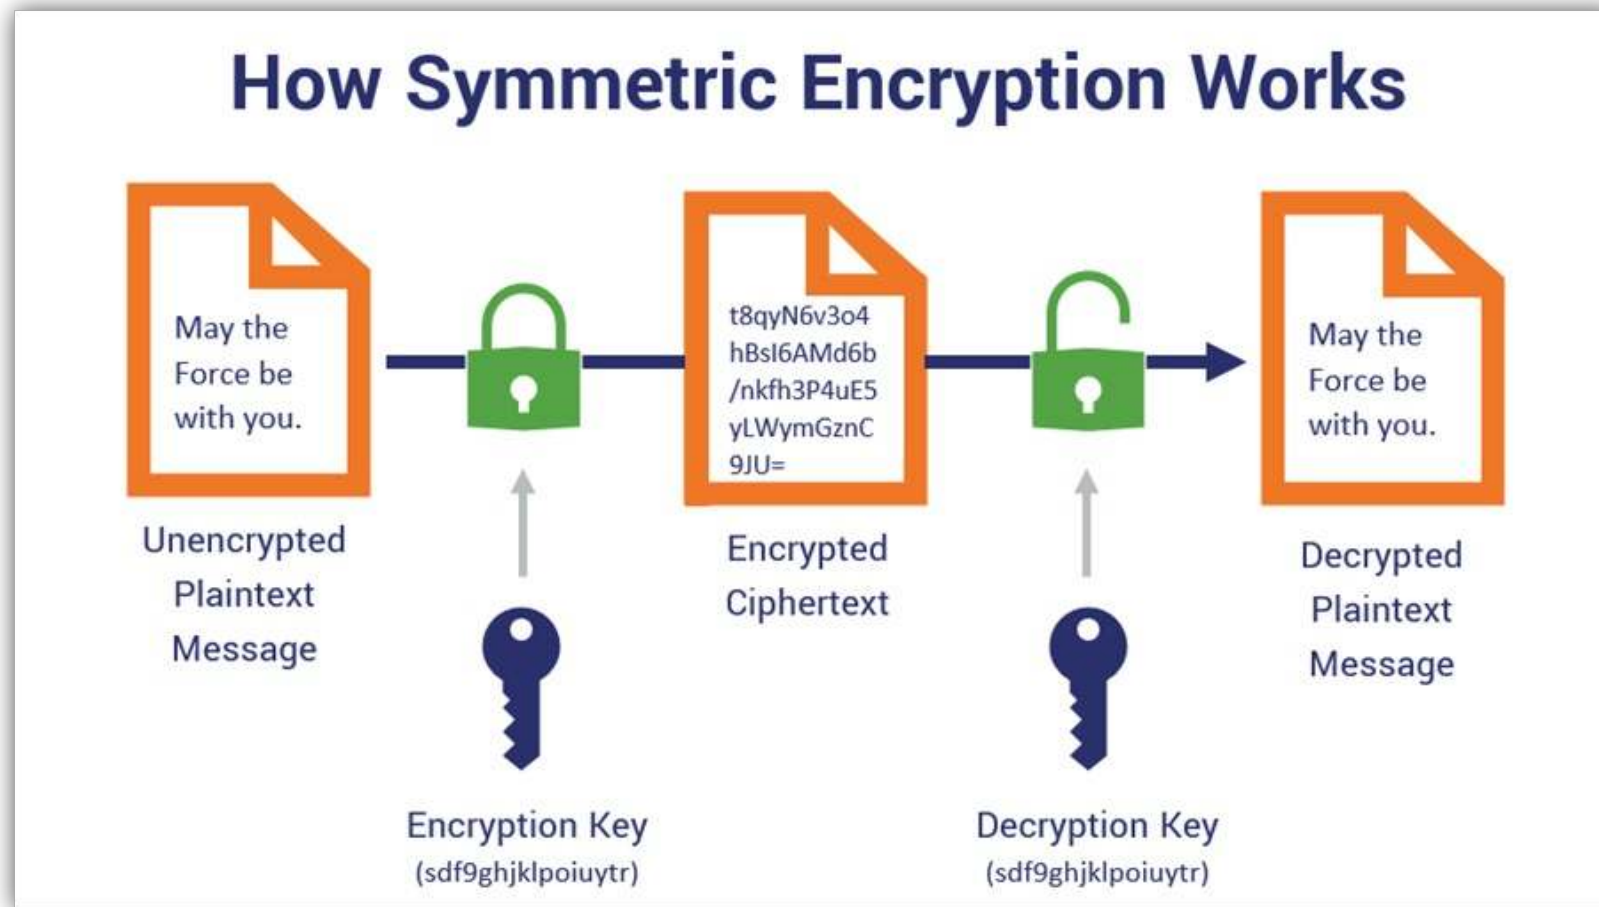 How Symmetric Encryption Works
May the
Force be
with you.
Unencrypted
Plaintext
Message
Encryption Key
(sdf9ghjklpoiuytr)
t8qyN6v3o4
hBsI6AMd6b
/nkfh3P4uE5
yLWymGznC
9JU=
Encrypted
Ciphertext
Decryption Key
(sdf9ghjklpoiuytr)
May the
Force be
with you.
Decrypted
Plaintext
Message